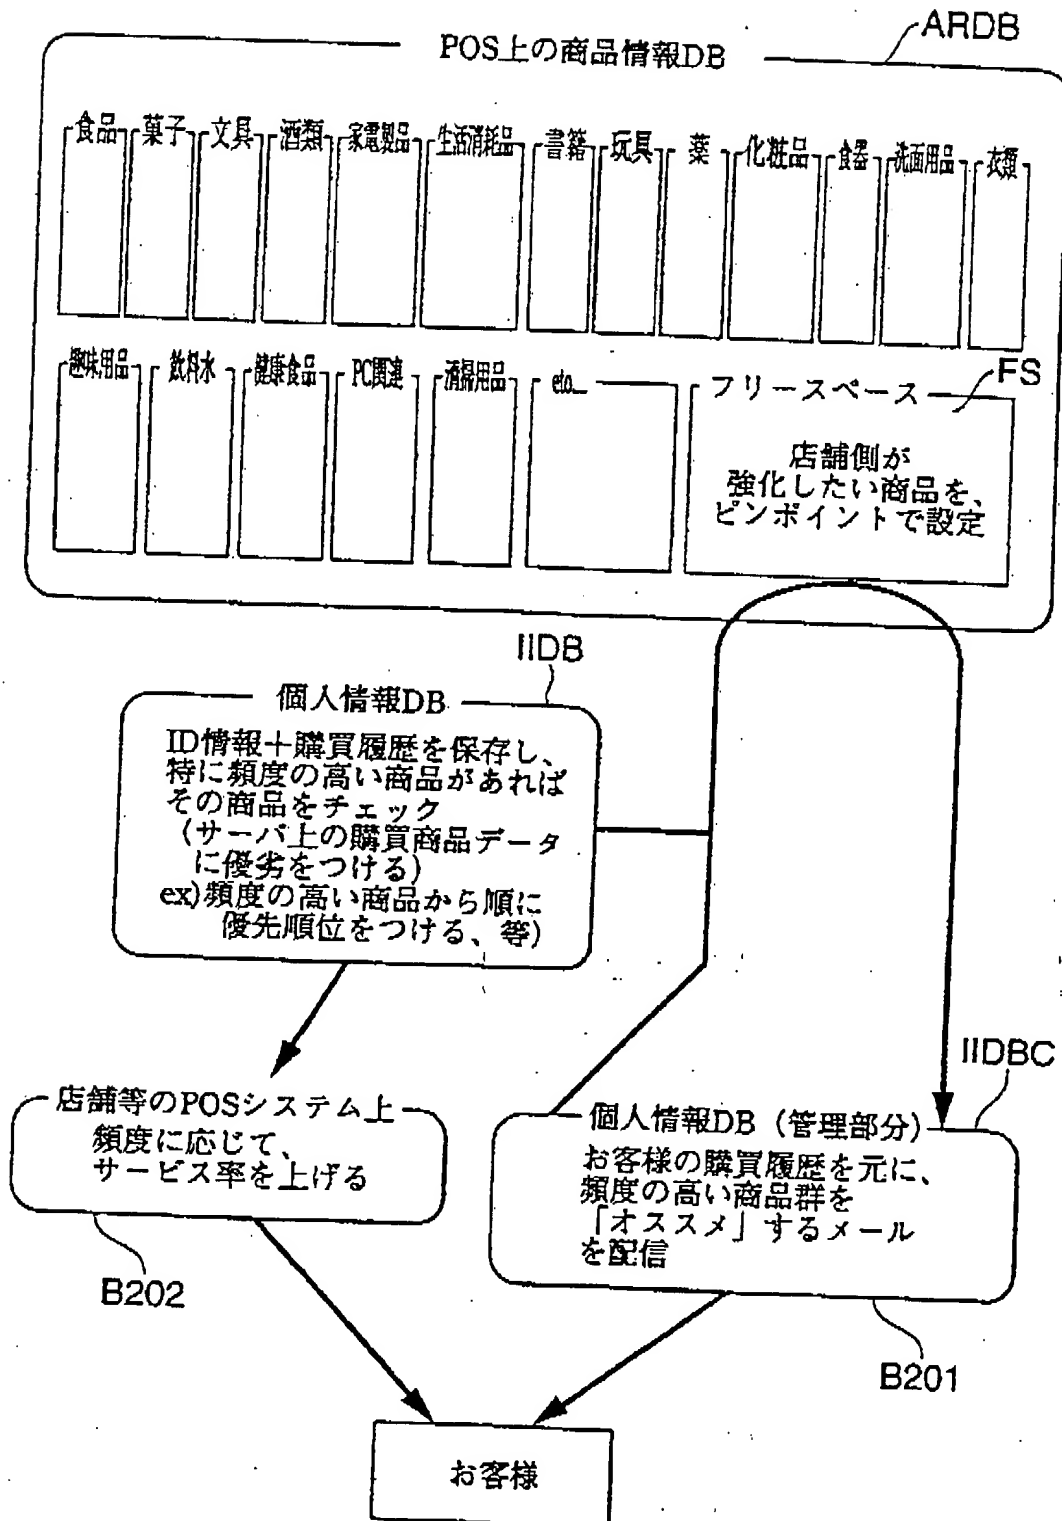 ARDB
POS上の商品情報DB
食品 菓子 文具 酒類 家電製品 生活消耗品 書籍 玩具 薬 化粧品 食器 洗面用品 衣類
FS
趣味用品 飲料水 健康食品 PC関連 清掃用品 etc... フリースペース
店舗側が
強化したい商品を、
ピンポイントで設定
IIDB
個人情報DB
ID情報+購買履歴を保存し、
特に頻度の高い商品があれば
その商品をチェック
(サーバ上の購買商品データ
に優劣をつける)
ex)頻度の高い商品から順に
優先順位をつける、等)
IIDBC
店舗等のPOSシステム上
頻度に応じて、
サービス率を上げる
B202
個人情報DB(管理部分)
お客様の購買履歴を元に、
頻度の高い商品群を
「オススメ」するメール
を配信
B201
お客様